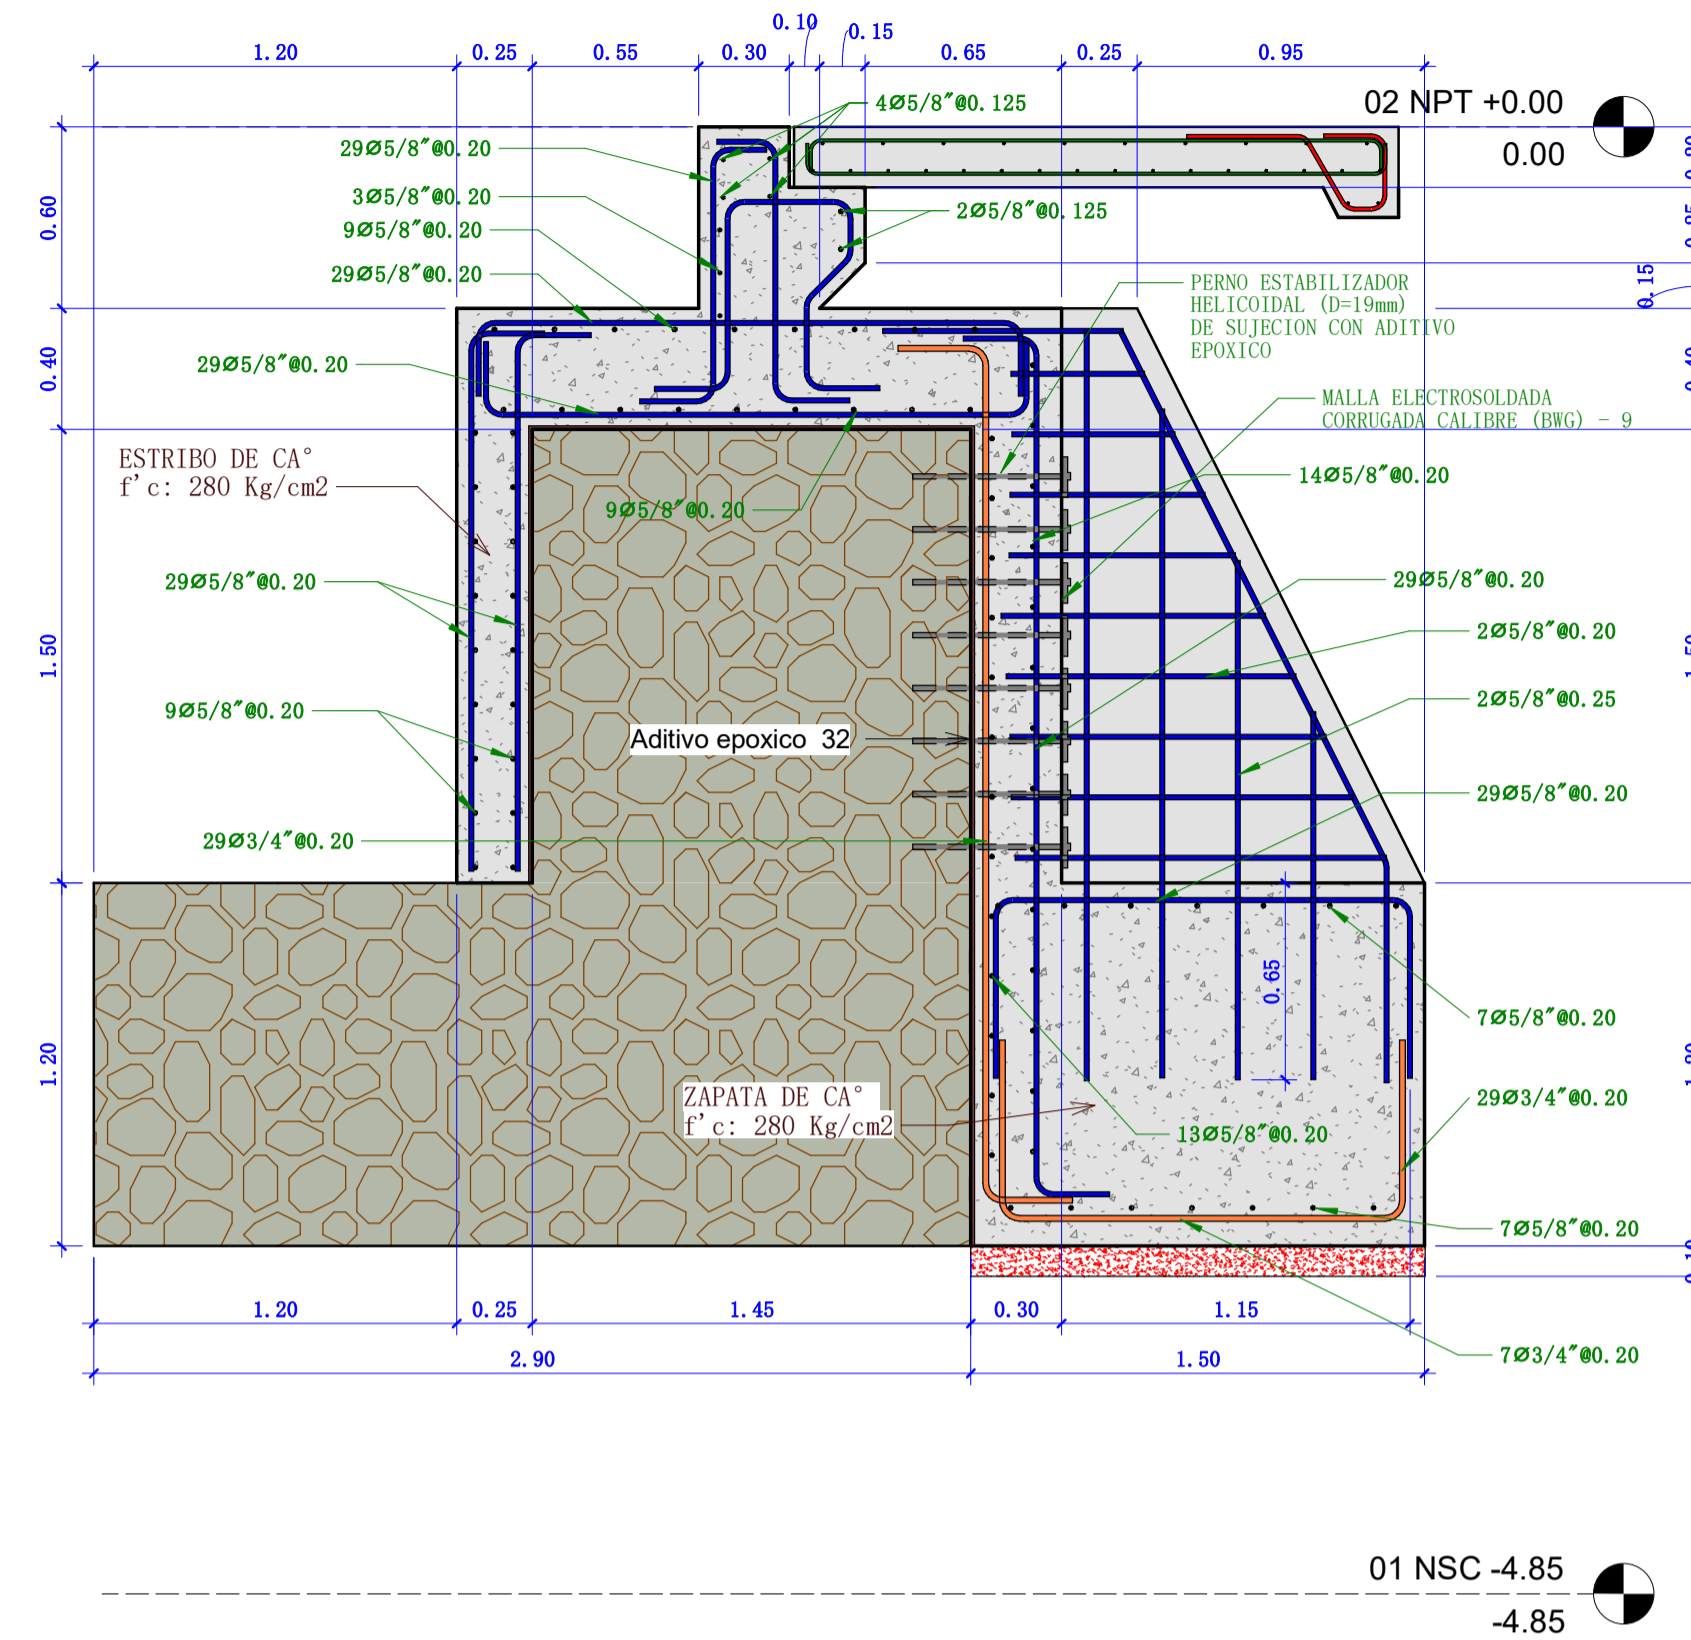 0.10
0.15
1.20
0.25
0.55
0.30
0.65
0.25
0.95
02 NPT +0.00
0.00
4Ø5/8"@0.125
29Ø5/8"@0.20
3Ø5/8"@0.20
9Ø5/8"@0.20
29Ø5/8"@0.20
2Ø5/8"@0.125
0.60
0.15
PERNO ESTABILIZADOR
HELICOIDAL (D=19mm)
DE SUJECION CON ADITIVO
EPOXICO
29Ø5/8"@0.20
0.40
MALLA ELECTROSOLDADA
CORRUGADA CALIBRE (BWG) - 9
ESTRIBO DE CA°
f'c: 280 Kg/cm2
14Ø5/8"@0.20
9Ø5/8"@0.20
29Ø5/8"@0.20
29Ø5/8"@0.20
2Ø5/8"@0.20
1.50
2Ø5/8"@0.25
9Ø5/8"@0.20
Aditivo epoxico 32
29Ø5/8"@0.20
29Ø3/4"@0.20
0.65
7Ø5/8"@0.20
1.20
ZAPATA DE CA°
f'c: 280 Kg/cm2
29Ø3/4"@0.20
13Ø5/8"@0.20
7Ø5/8"@0.20
1.20
0.25
1.45
0.30
1.15
2.90
1.50
7Ø3/4"@0.20
01 NSC -4.85
-4.85